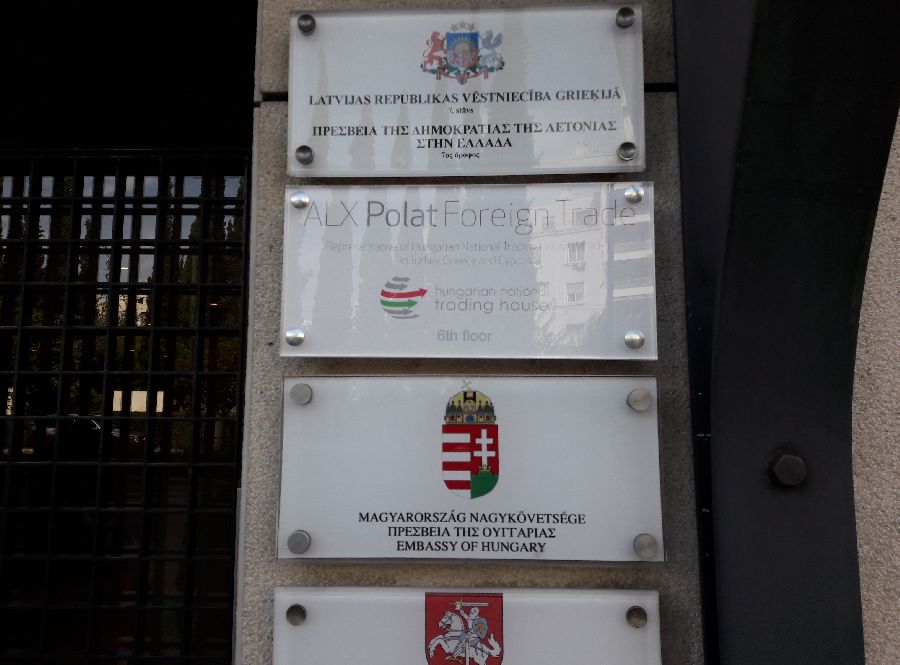 LATVIJAS REPUBLIKAS VĒSTNIECĪBA GRIEĶIJĀ
7. stāvs
ΠΡΕΣΒΕΙΑ ΤΗΣ ΔΗΜΟΚΡΑΤΙΑΣ ΤΗΣ ΛΕΤΟΝΙΑΣ
ΣΤΗΝ ΕΛΛΑΔΑ
7ος όροφος
ALX Polat Foreign Trade
Representative of Hungarian National Trading House
in Turkey, Greece and Cyprus
hungarian national
trading house
6th floor
MAGYARORSZÁG NAGYKÖVETSÉGE
ΠΡΕΣΒΕΙΑ ΤΗΣ ΟΥΓΓΑΡΙΑΣ
EMBASSY OF HUNGARY